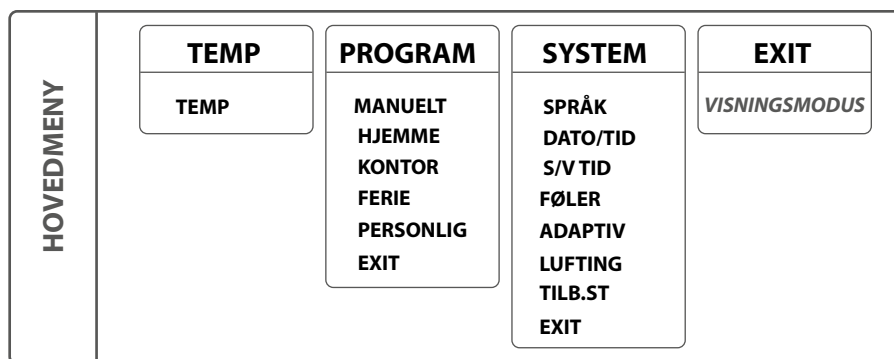 HOVEDMENY
TEMP
TEMP
PROGRAM
MANUELT
HJEMME
KONTOR
FERIE
PERSONLIG
EXIT
SYSTEM
SPRÅK
DATO/TID
S/V TID
FØLER
ADAPTIV
LUFTING
TILB.ST
EXIT
EXIT
VISNINGSMODUS